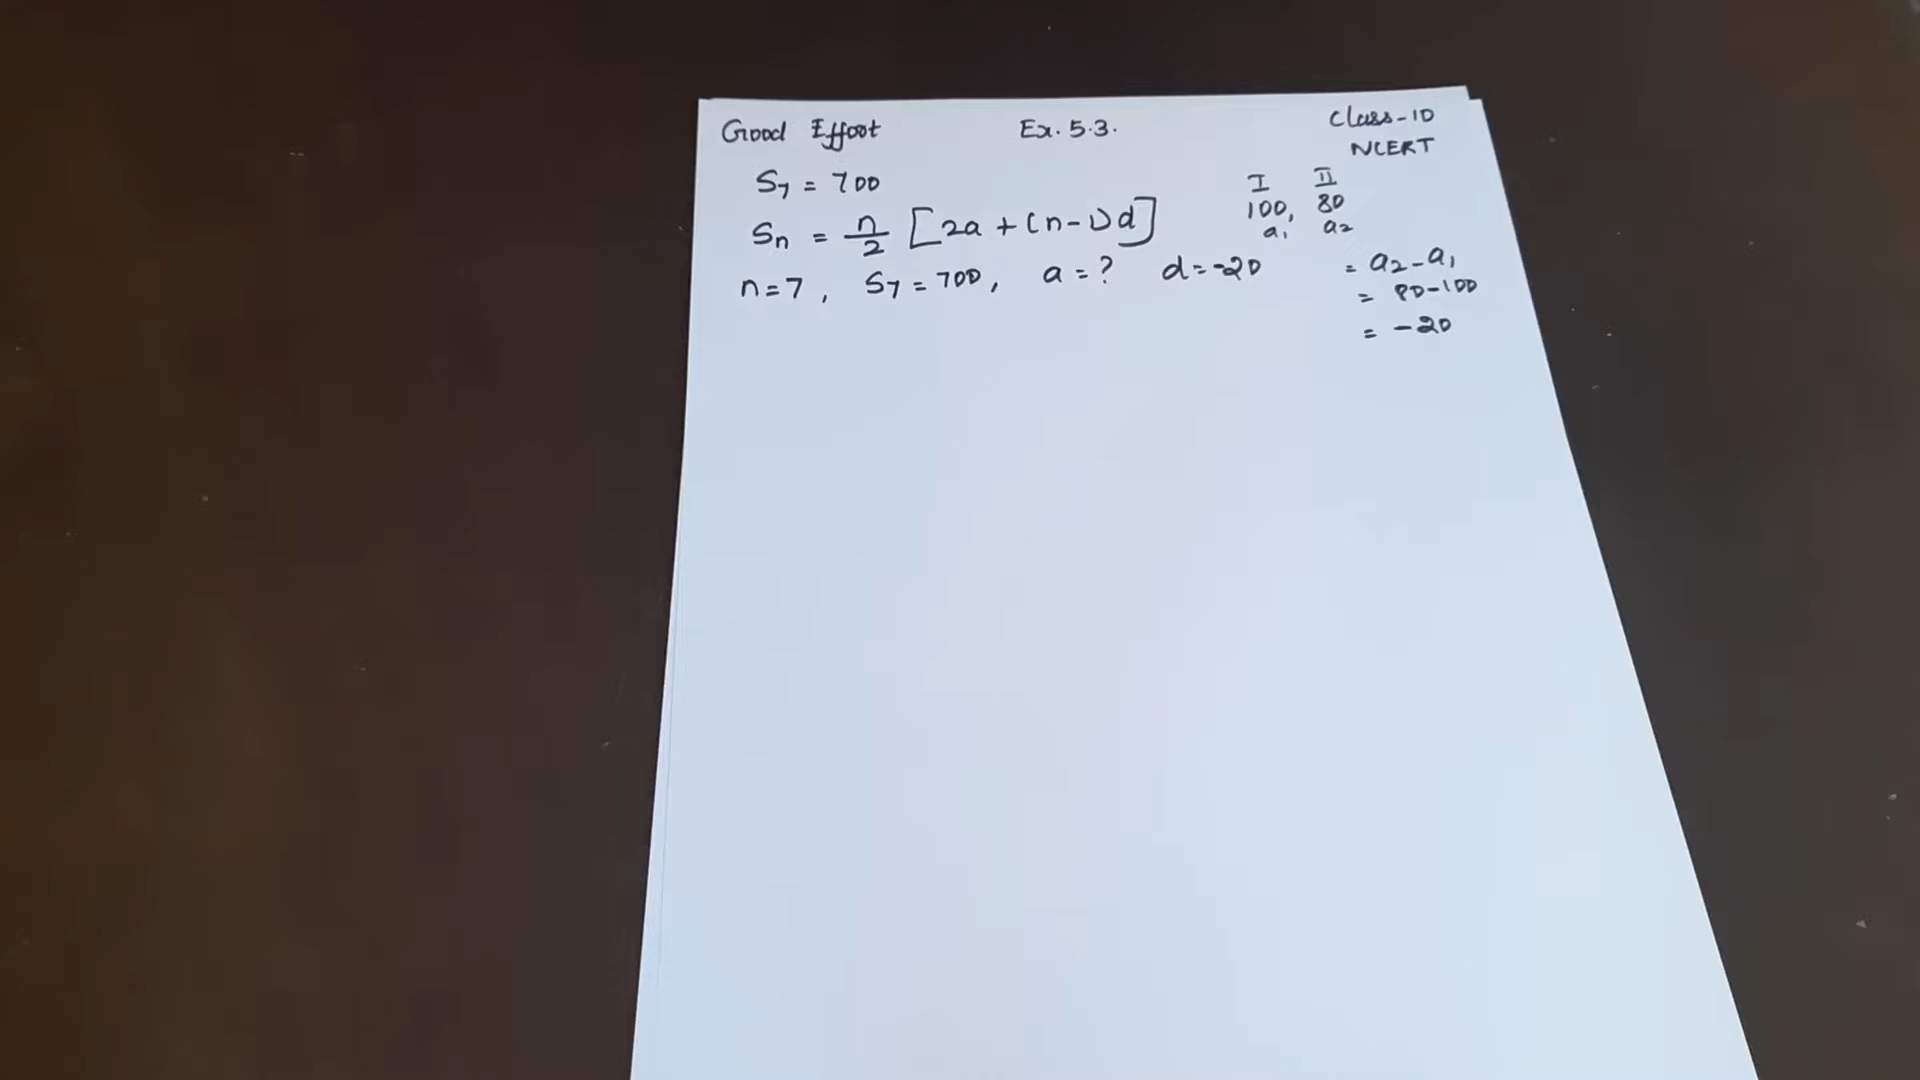 Good Effort Ex. 5.3. Class-10
NCERT
S7 = 700
I II
100, 80
a1 a2
Sn = n/2 [2a + (n-1)d]
n=7, S7 = 700, a = ? d = -20 = a2 - a1
= 80-100
= -20